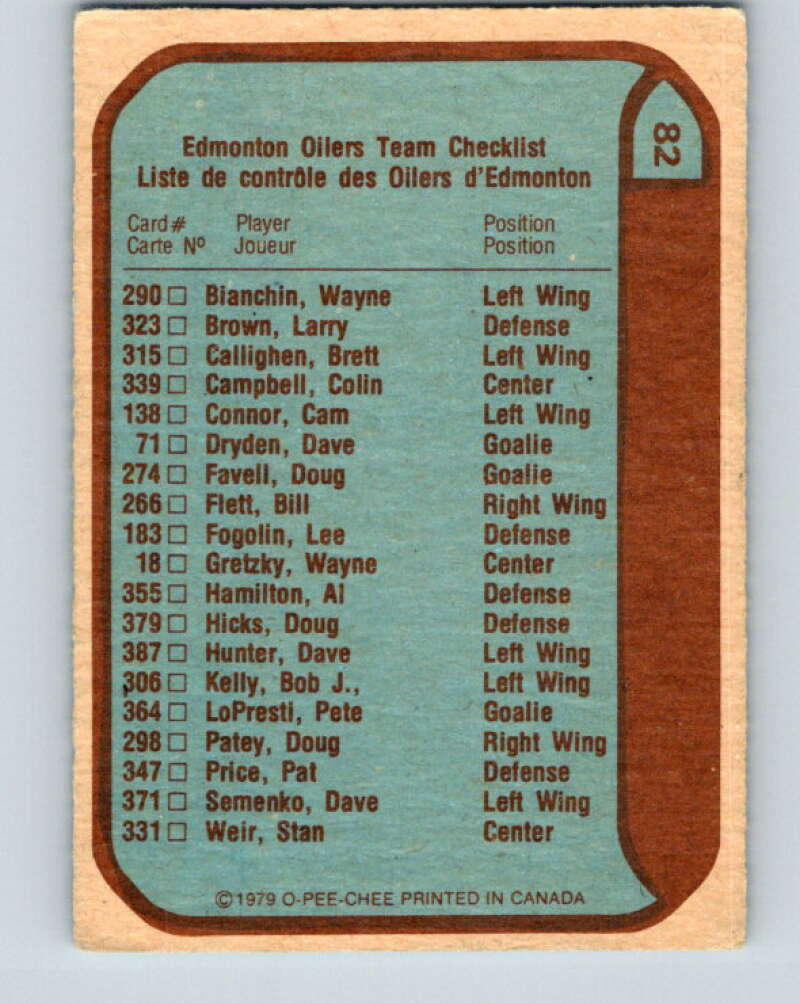 82
Edmonton Oilers Team Checklist
Liste de contrôle des Oilers d'Edmonton
Card # Player Position
Carte Nº Joueur Position
290 □ Bianchin, Wayne Left Wing
323 □ Brown, Larry Defense
315 □ Callighen, Brett Left Wing
339 □ Campbell, Colin Center
138 □ Connor, Cam Left Wing
71 □ Dryden, Dave Goalie
274 □ Favell, Doug Goalie
266 □ Flett, Bill Right Wing
183 □ Fogolin, Lee Defense
18 □ Gretzky, Wayne Center
355 □ Hamilton, Al Defense
379 □ Hicks, Doug Defense
387 □ Hunter, Dave Left Wing
306 □ Kelly, Bob J., Left Wing
364 □ LoPresti, Pete Goalie
298 □ Patey, Doug Right Wing
347 □ Price, Pat Defense
371 □ Semenko, Dave Left Wing
331 □ Weir, Stan Center
©1979 O-PEE-CHEE PRINTED IN CANADA